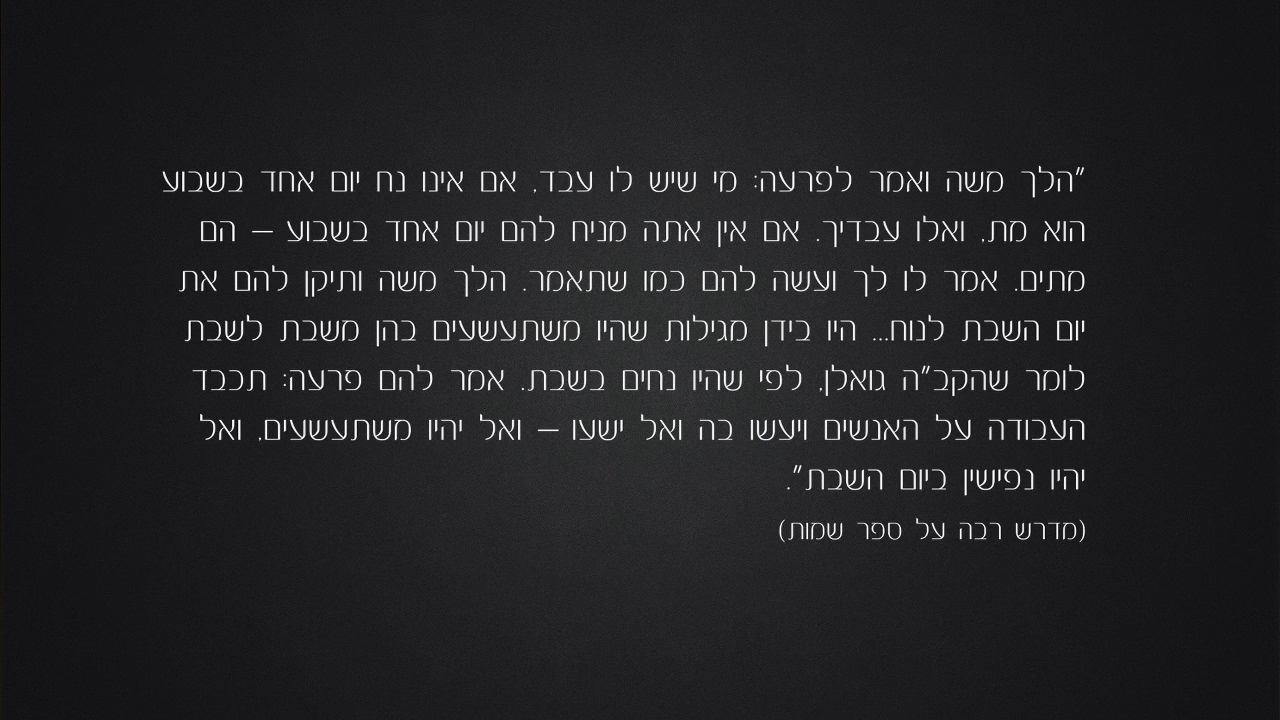 "הלך משה ואמר לפרעה: מי שיש לו עבד, אם אינו נח יום אחד בשבוע
הוא מת, ואלו עבדיך. אם אין אתה מניח להם יום אחד בשבוע – הם
מתים. אמר לו לך ועשה להם כמו שתאמר. הלך משה ותיקן להם את
יום השבת לנוח... היו בידן מגילות שהיו משתעשעים בהן משבת לשבת
לומר שהקב"ה גואלן, לפי שהיו נחים בשבת. אמר להם פרעה: תכבד
העבודה על האנשים ויעשו בה ואל ישעו – ואל יהיו משתעשעים, ואל
יהיו נפישין ביום השבת".
(מדרש רבה על ספר שמות)